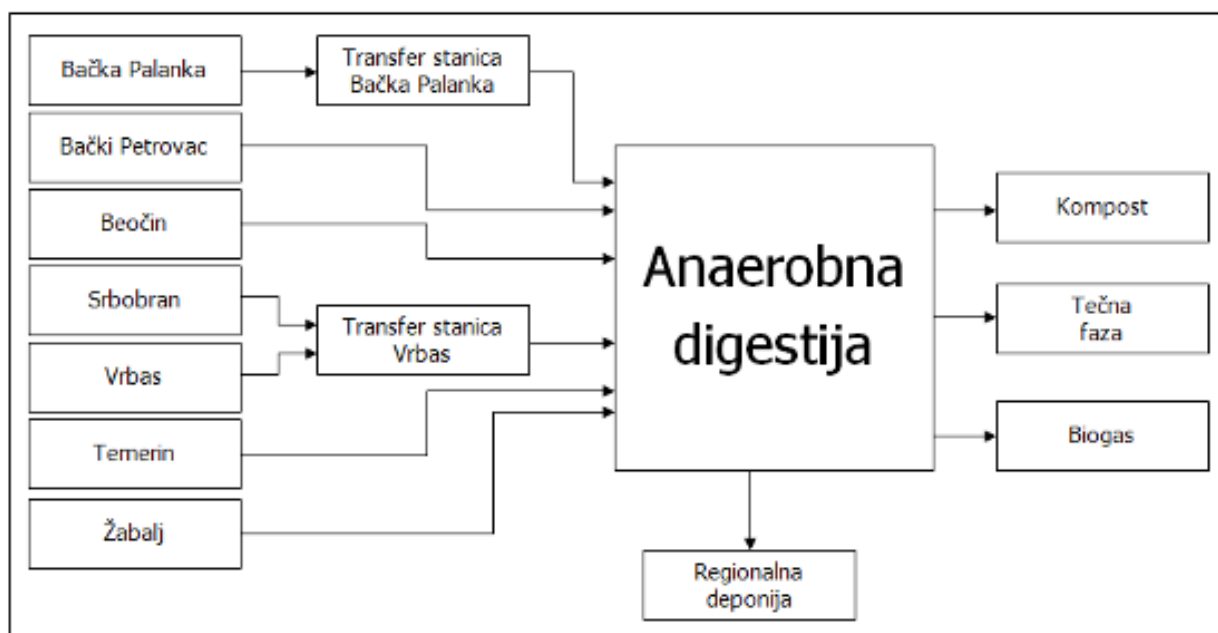 Bačka Palanka
Transfer stanica
Bačka Palanka
Bački Petrovac
Beočin
Srbobran
Transfer stanica
Vrbas
Vrbas
Temerin
Žabalj
Anaerobna
digestija
Kompost
Tečna
faza
Biogas
Regionalna
deponija